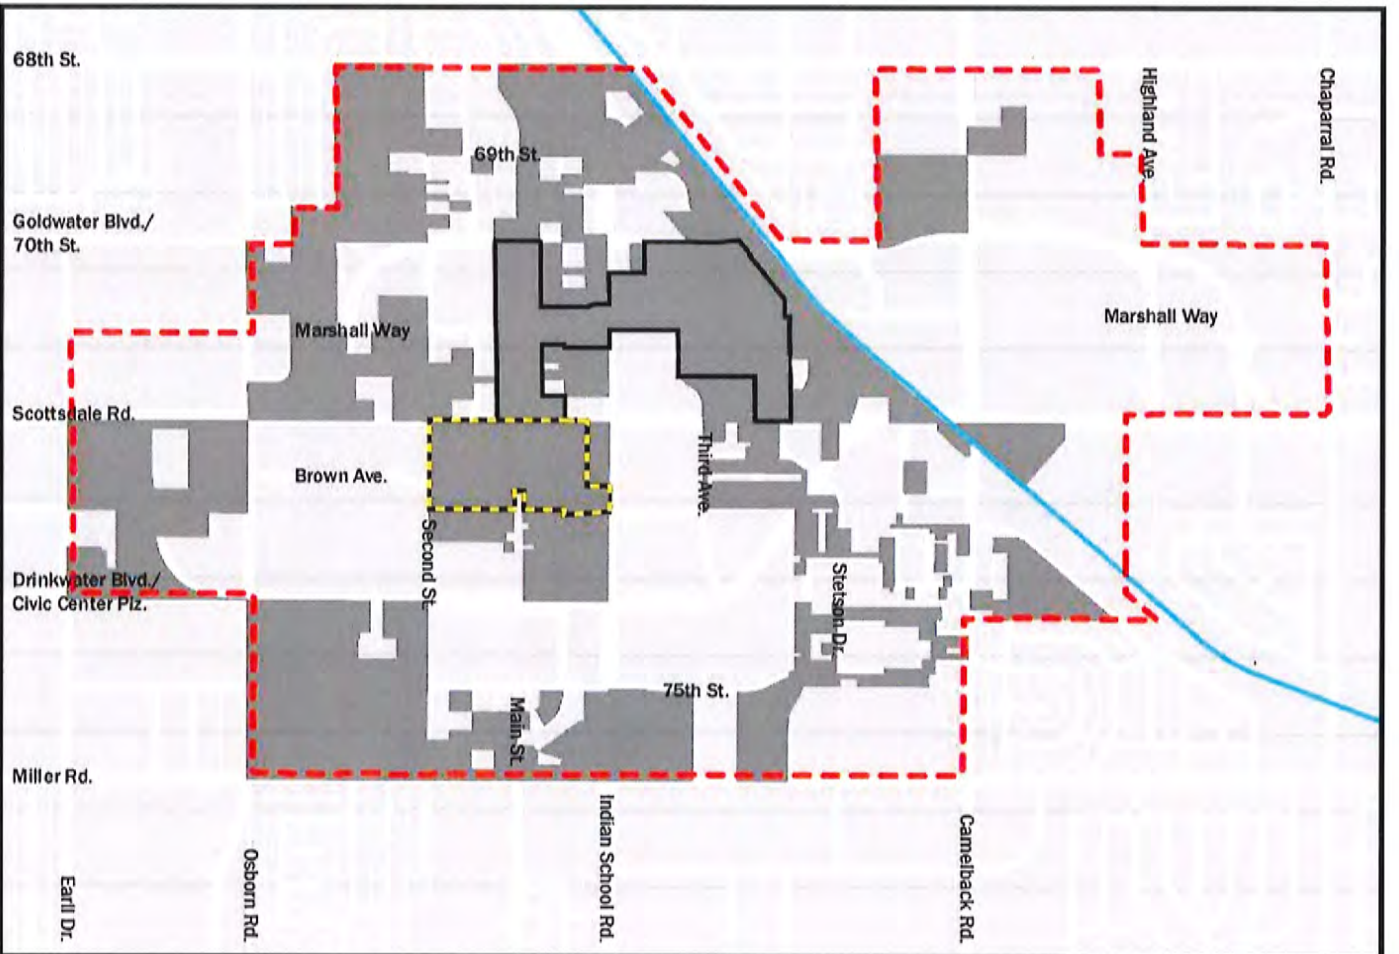 68th St.
Highland Ave.
Chaparral Rd
69th St.
Goldwater Blvd./
70th St.
Marshall Way
Marshall Way
Scottsdale Rd.
Third Ave.
Brown Ave.
Second St.
Stetson Dr.
Drinkwater Blvd./
Civic Center Plz.
75th St.
Main St.
Miller Rd.
Indian School Rd.
Camelback Rd.
Osborn Rd.
Earll Dr.